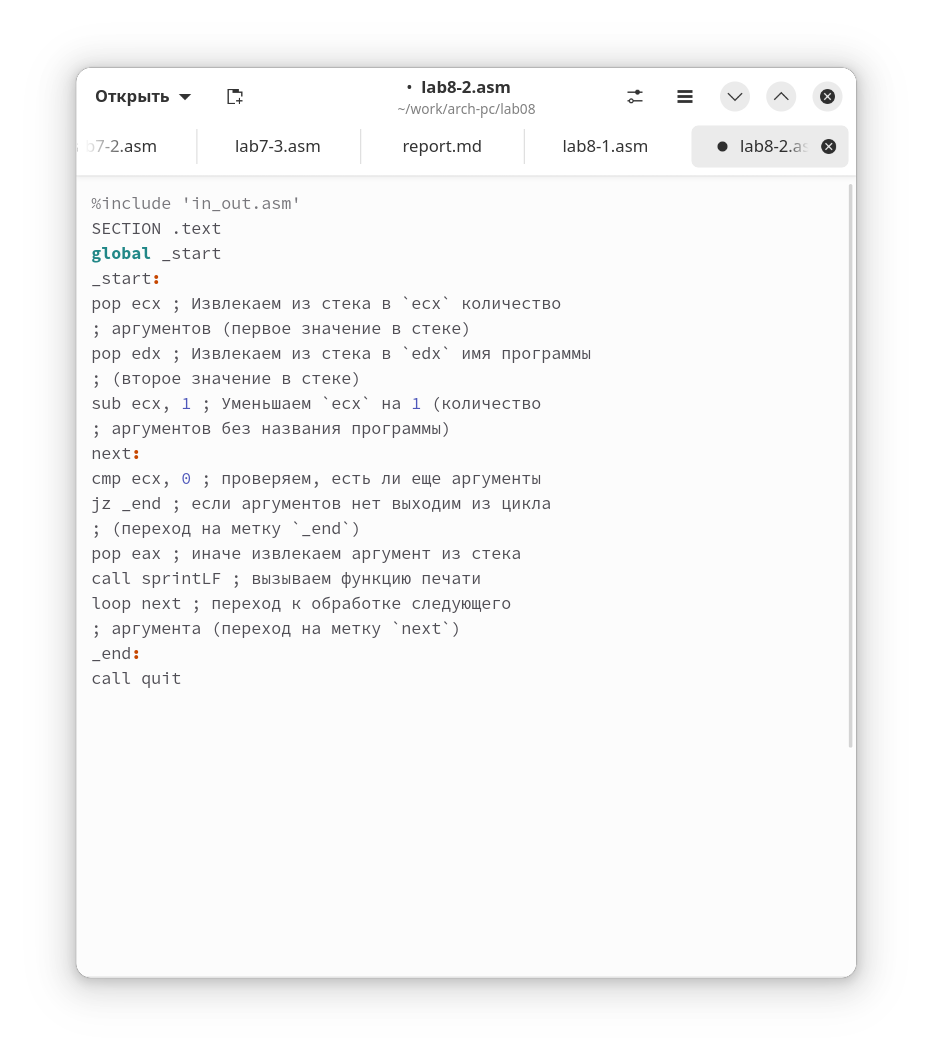 Открыть
• lab8-2.asm
~/work/arch-pc/lab08
b7-2.asm
lab7-3.asm
report.md
lab8-1.asm
lab8-2.as
%include 'in_out.asm'
SECTION .text
global _start
_start:
pop ecx ; Извлекаем из стека в `ecx` количество
; аргументов (первое значение в стеке)
pop edx ; Извлекаем из стека в `edx` имя программы
; (второе значение в стеке)
sub ecx, 1 ; Уменьшаем `ecx` на 1 (количество
; аргументов без названия программы)
next:
cmp ecx, 0 ; проверяем, есть ли еще аргументы
jz _end ; если аргументов нет выходим из цикла
; (переход на метку `_end`)
pop eax ; иначе извлекаем аргумент из стека
call sprintLF ; вызываем функцию печати
loop next ; переход к обработке следующего
; аргумента (переход на метку `next`)
_end:
call quit